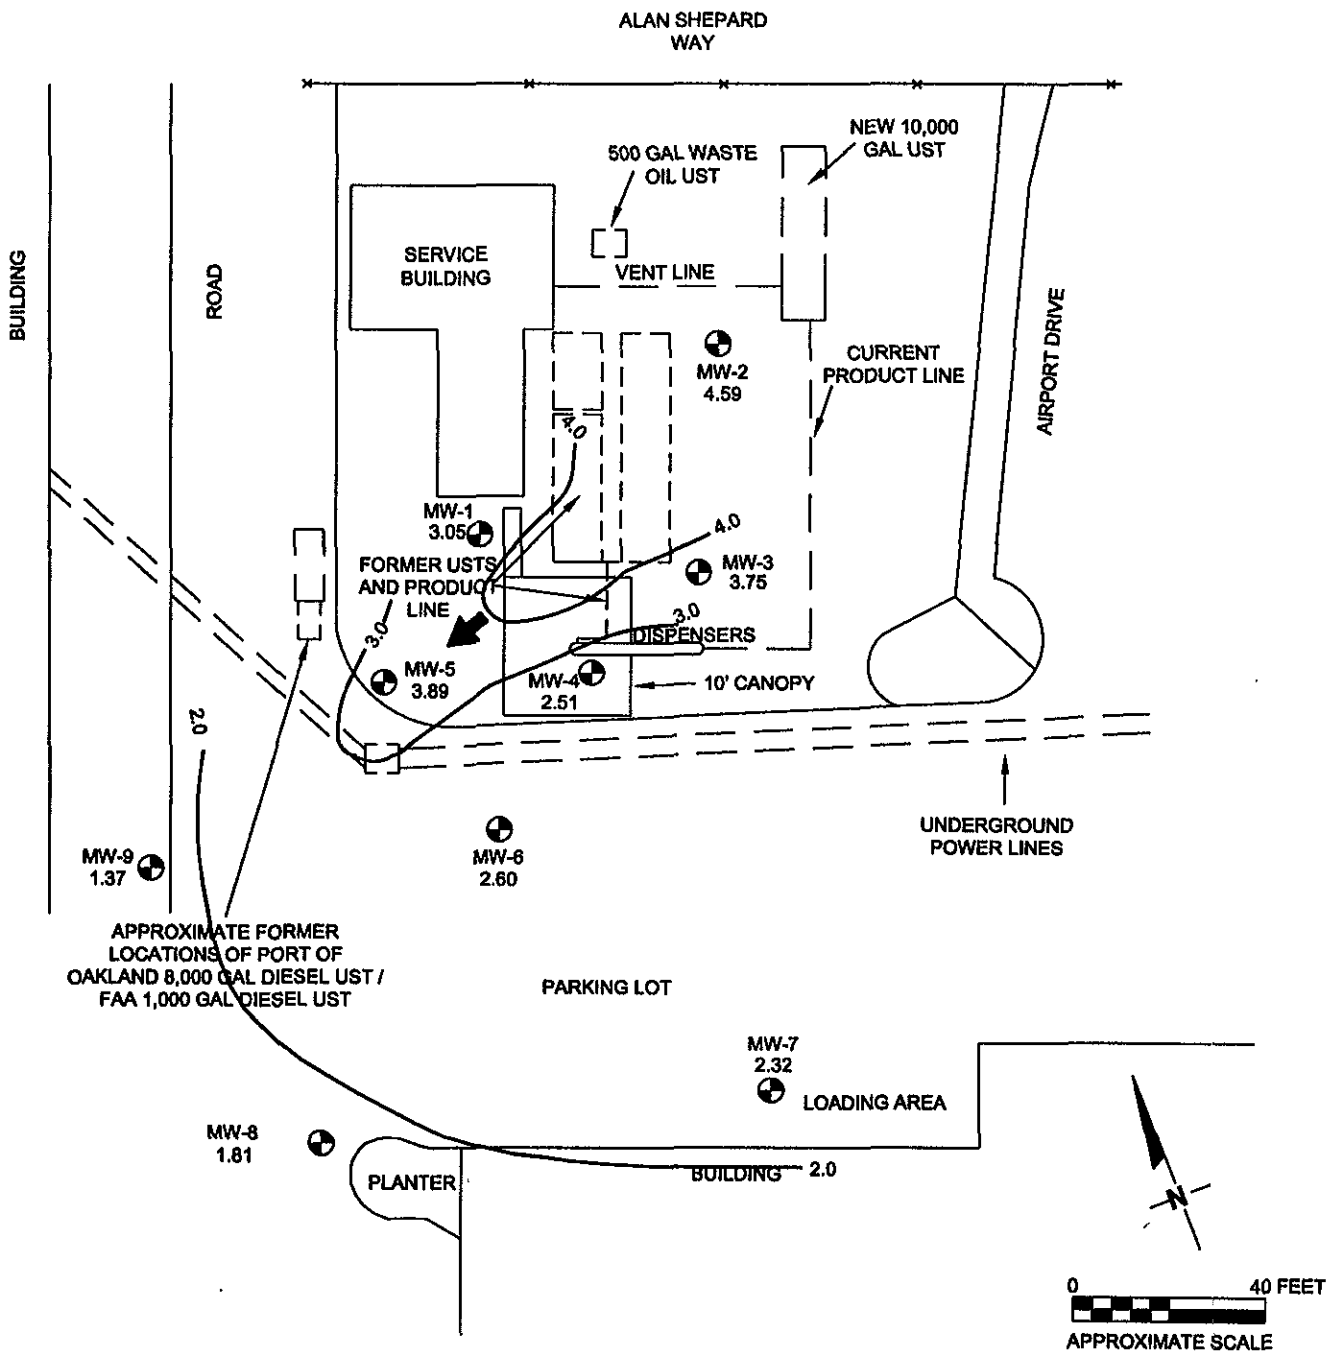 ALAN SHEPARD
WAY
NEW 10,000
GAL UST
500 GAL WASTE
OIL UST
SERVICE
BUILDING
VENT LINE
BUILDING
ROAD
AIRPORT DRIVE
MW-2
4.59
CURRENT
PRODUCT LINE
4.0
MW-1
3.05
4.0
FORMER USTS
AND PRODUCT
LINE
MW-3
3.75
3.0
3.0
DISPENSERS
MW-5
3.89
MW-4
2.51
10' CANOPY
2.0
UNDERGROUND
POWER LINES
MW-9
1.37
MW-6
2.60
APPROXIMATE FORMER
LOCATIONS OF PORT OF
OAKLAND 8,000 GAL DIESEL UST /
FAA 1,000 GAL DIESEL UST
PARKING LOT
MW-7
2.32
LOADING AREA
MW-8
1.81
PLANTER
BUILDING
2.0
N
0 40 FEET
APPROXIMATE SCALE